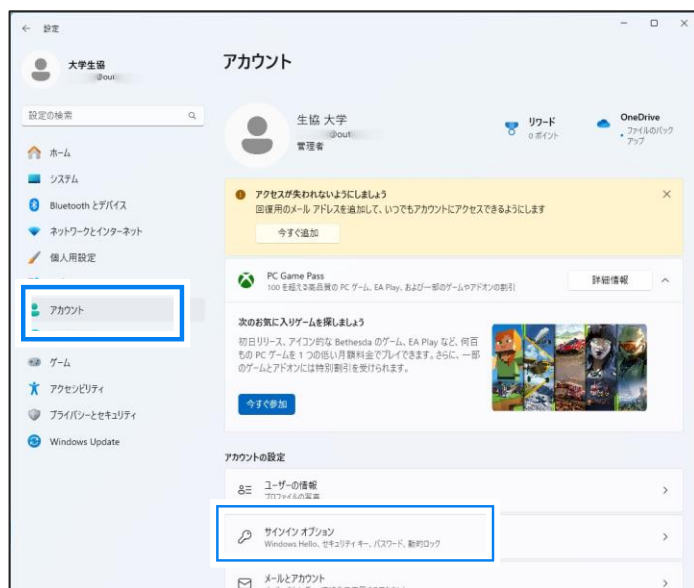 ← 設定
大学生協
@out
設定の検索
ホーム
システム
Bluetooth とデバイス
ネットワークとインターネット
個人用設定
アカウント
ゲーム
アクセシビリティ
プライバシーとセキュリティ
Windows Update
アカウント
生協 大学
@out
管理者
リワード
0 ポイント
OneDrive
• ファイルのバック
アップ
アクセスが失われないようにしましょう
回復用のメール アドレスを追加して、いつでもアカウントにアクセスできるようにします
今すぐ追加
PC Game Pass
100 を超える高品質の PC ゲーム、EA Play、および一部のゲームやアドオンの割引
詳細情報
次のお気に入りゲームを探しましょう
初日リリース、アイコン的な Bethesda のゲーム、EA Play など、何百
もの PC ゲームを 1 つの低い月額料金でプレイできます。さらに、一部
のゲームとアドオンには特別割引を受けられます。
今すぐ参加
アカウントの設定
ユーザーの情報
プロファイルの写真
サインイン オプション
Windows Hello、セキュリティ キー、パスワード、動的ロック
メールとアカウント